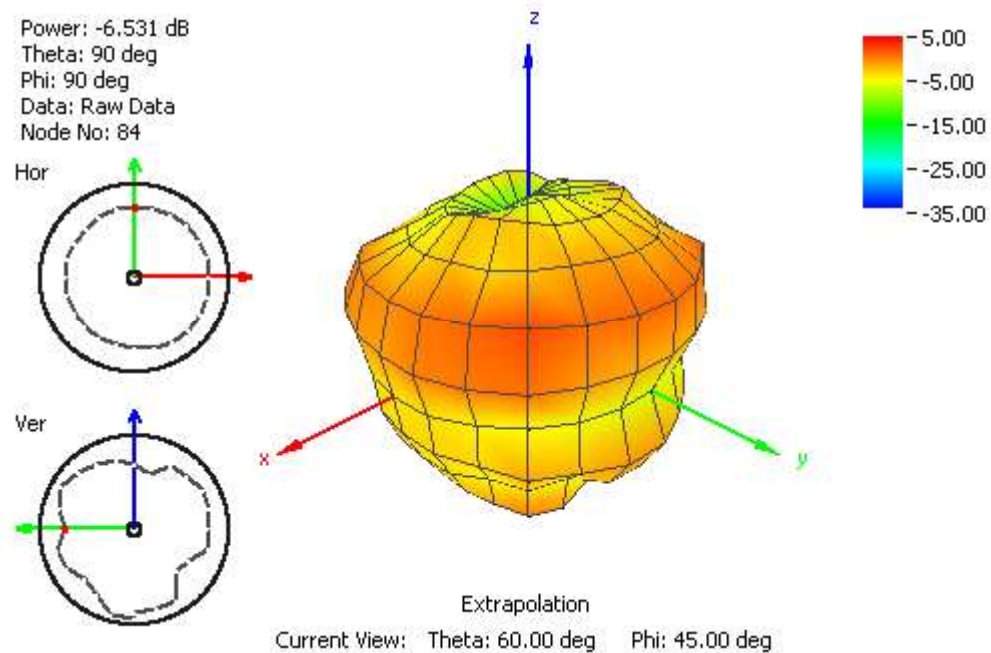 Power: -6.531 dB
Theta: 90 deg
Phi: 90 deg
Data: Raw Data
Node No: 84
Hor
Ver
z
x
y
5.00
-5.00
-15.00
-25.00
-35.00
Extrapolation
Current View: Theta: 60.00 deg Phi: 45.00 deg